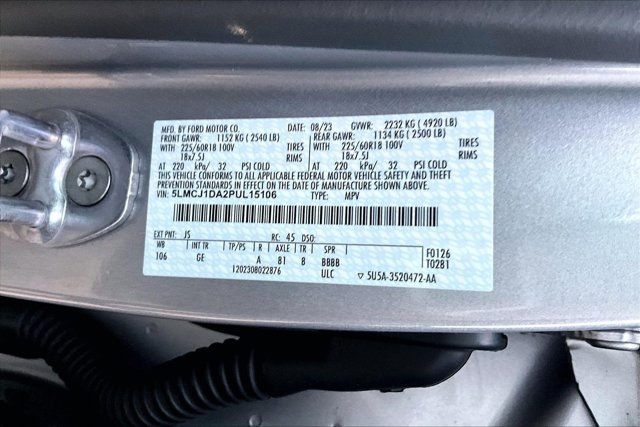 MFD. BY FORD MOTOR CO. DATE: 08/23 GVWR: 2232 KG ( 4920 LB)
FRONT GAWR: 1152 KG ( 2540 LB) REAR GAWR: 1134 KG ( 2500 LB)
WITH 225/60R18 100V TIRES WITH 225/60R18 100V TIRES
18x7.5J RIMS 18x7.5J RIMS
AT 220 kPa/ 32 PSI COLD AT 220 kPa/ 32 PSI COLD
THIS VEHICLE CONFORMS TO ALL APPLICABLE FEDERAL MOTOR VEHICLE SAFETY AND THEFT
PREVENTION STANDARDS IN EFFECT ON THE DATE OF MANUFACTURE SHOWN ABOVE.
VIN: 5LMCJ1DA2PUL15106 TYPE: MPV
EXT PNT: JS RC: 45 DSO:
WB INT TR TP/PS R AXLE TR SPR F0126
106 GE A 81 8 BBBB T0281
1202308022876 ULC ▽ 5U5A-3520472-AA